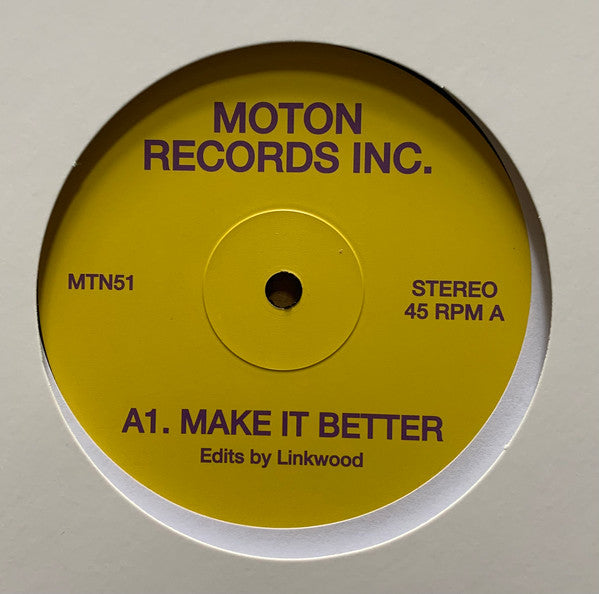 MOTON
RECORDS INC.
MTN51
STEREO
45 RPM A
A1. MAKE IT BETTER
Edits by Linkwood